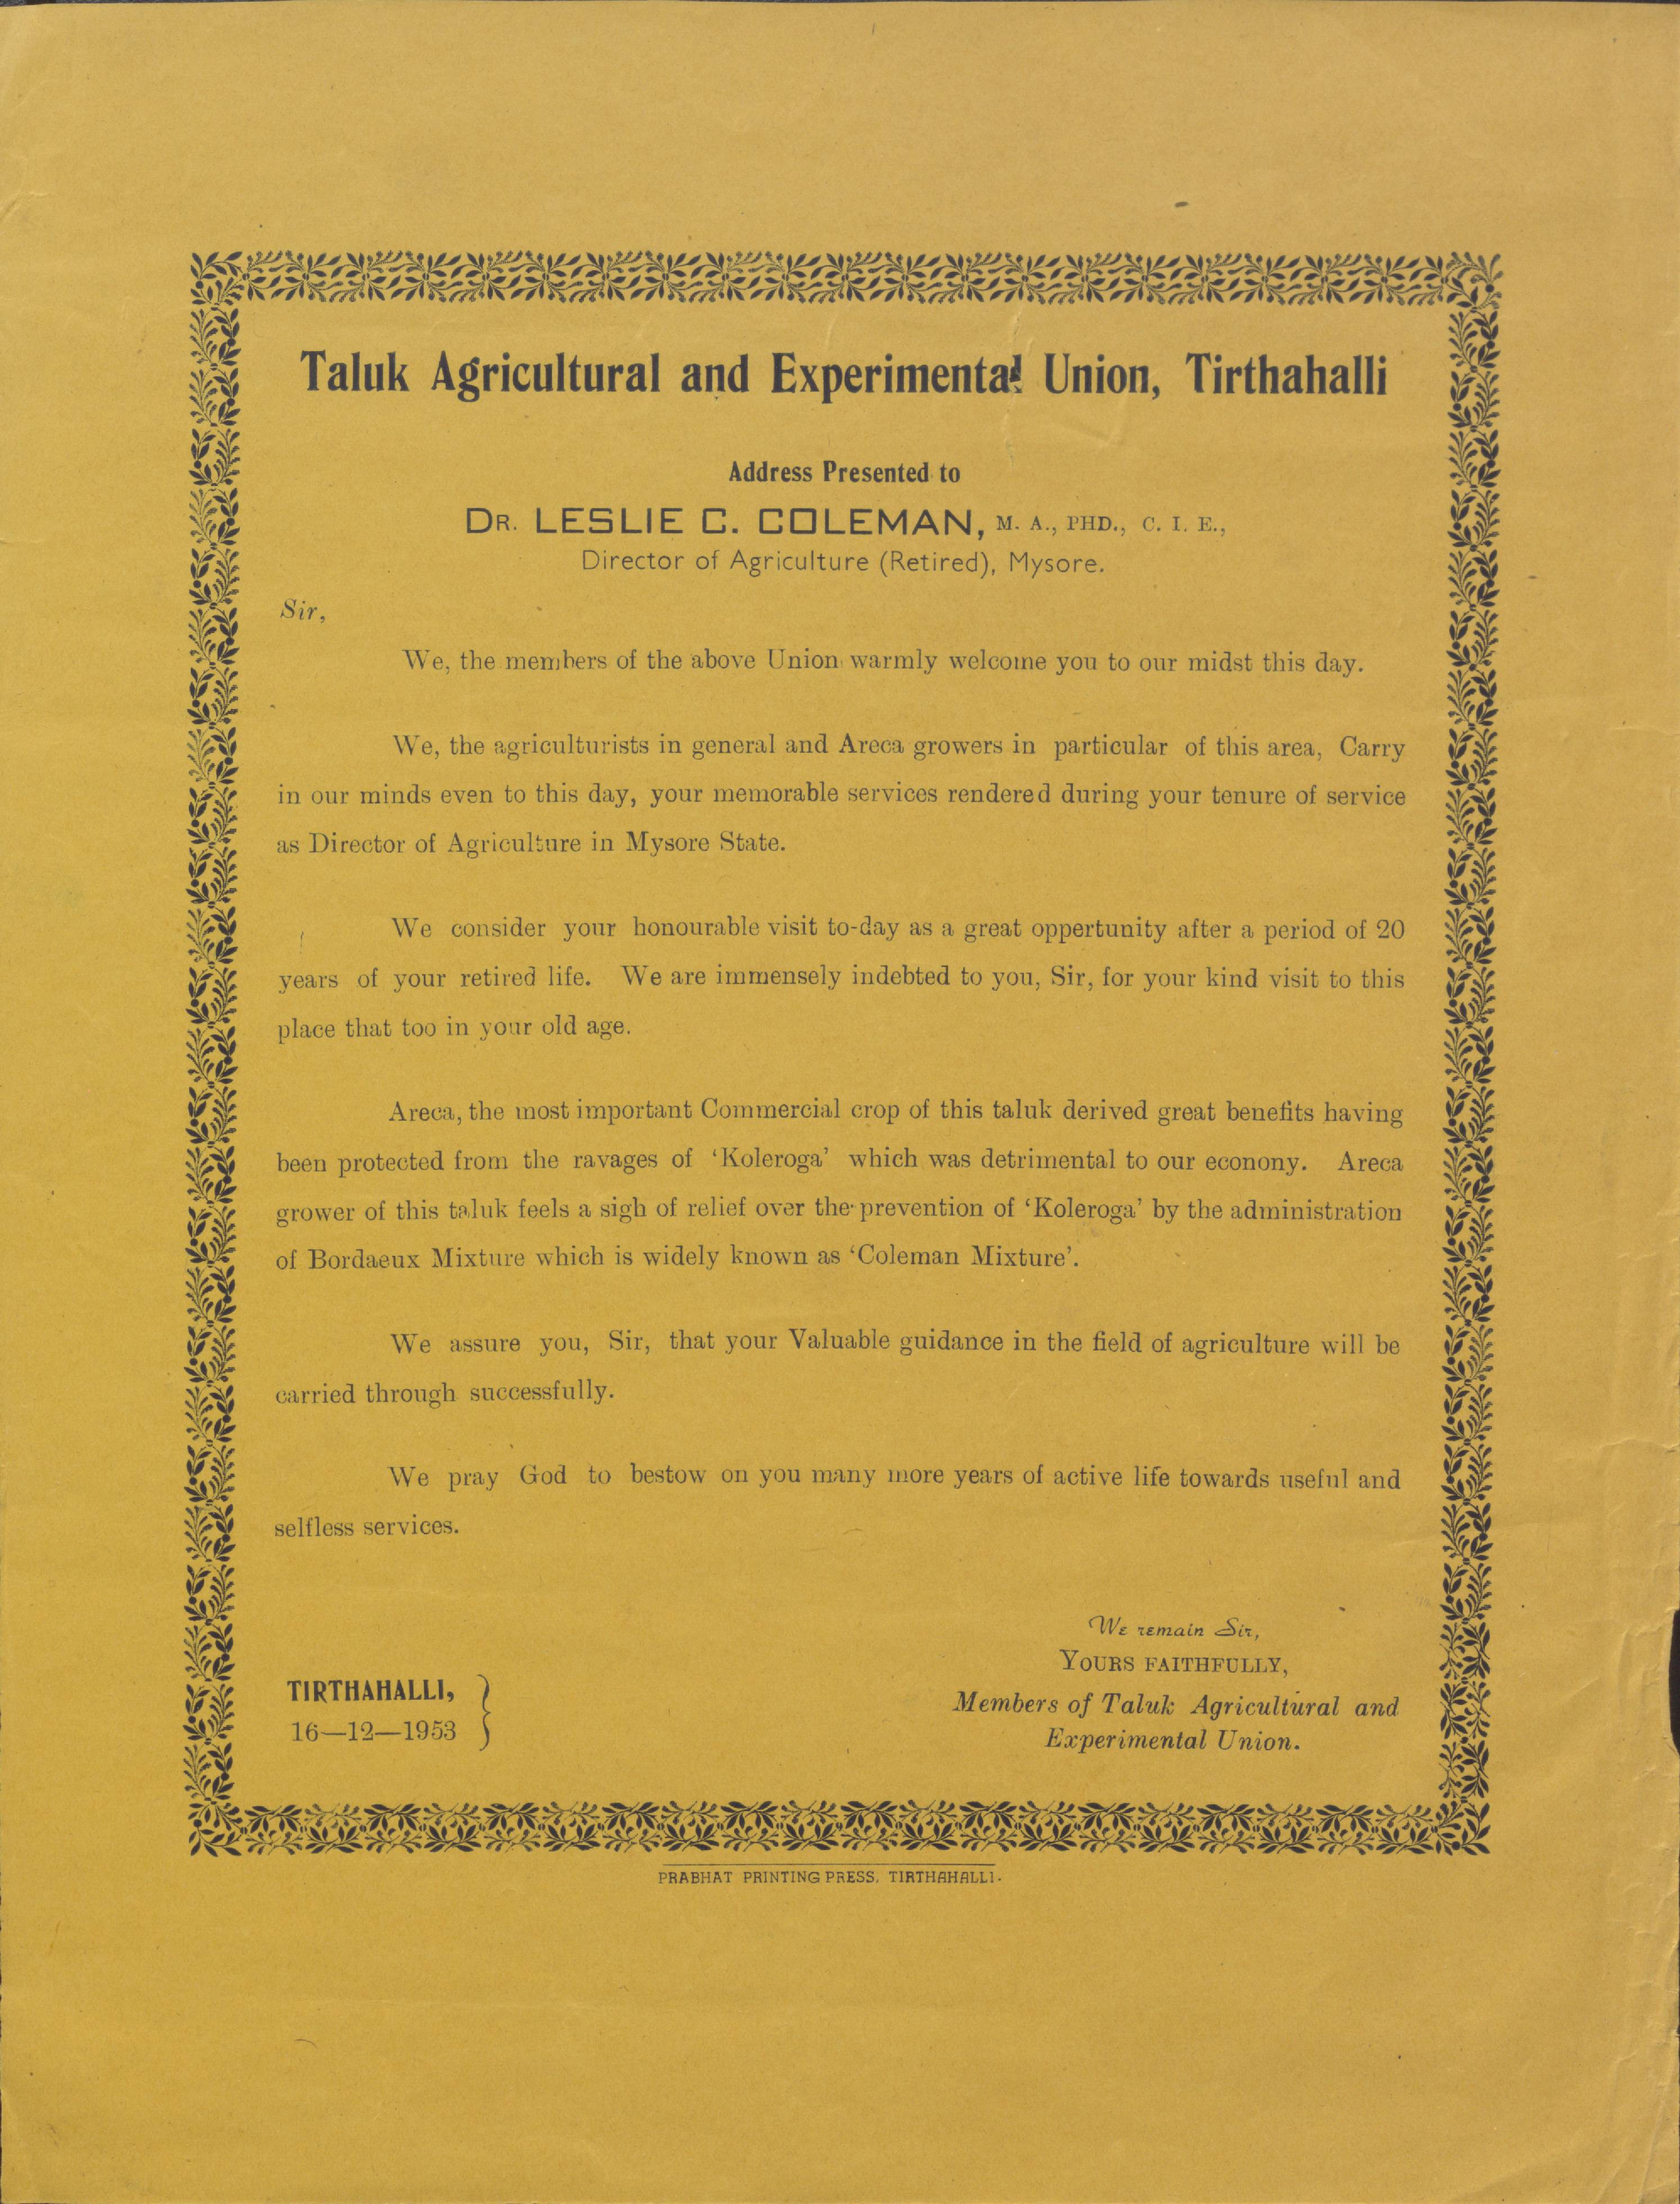 Taluk Agricultural and Experimental Union, Tirthahalli
Address Presented to
DR. LESLIE C. COLEMAN, M. A., PHD., C. I. E.,
Director of Agriculture (Retired), Mysore.
Sir,
We, the members of the above Union warmly welcome you to our midst this day.
We, the agriculturists in general and Areca growers in particular of this area, Carry
in our minds even to this day, your memorable services rendered during your tenure of service
as Director of Agriculture in Mysore State.
We consider your honourable visit to-day as a great oppertunity after a period of 20
years of your retired life. We are immensely indebted to you, Sir, for your kind visit to this
place that too in your old age.
Areca, the most important Commercial crop of this taluk derived great benefits having
been protected from the ravages of ‘Koleroga’ which was detrimental to our econony. Areca
grower of this taluk feels a sigh of relief over the prevention of ‘Koleroga’ by the administration
of Bordaeux Mixture which is widely known as ‘Coleman Mixture’.
We assure you, Sir, that your Valuable guidance in the field of agriculture will be
carried through successfully.
We pray God to bestow on you many more years of active life towards useful and
selfless services.
We remain Sir,
YOURS FAITHFULLY,
Members of Taluk Agricultural and
Experimental Union.
TIRTHAHALLI,
16—12—1953
PRABHAT PRINTING PRESS, TIRTHAHALLI.